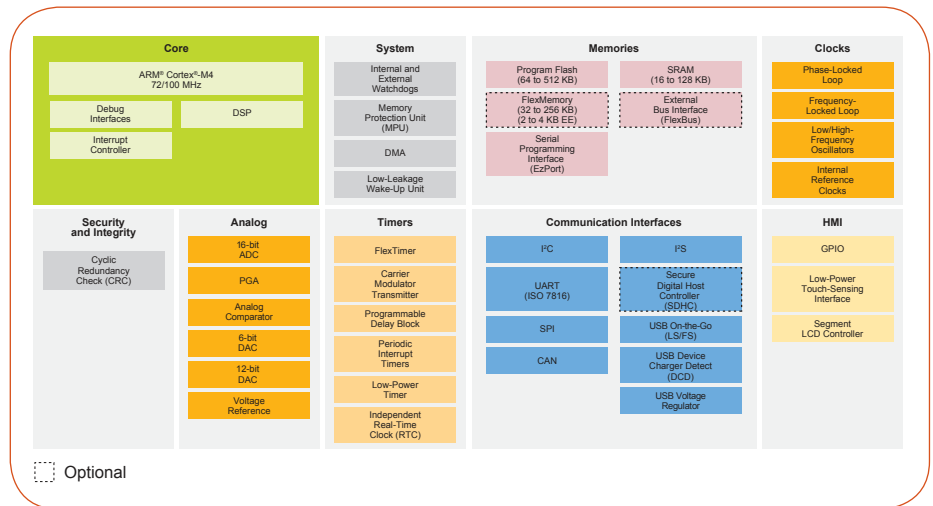 Core
ARM® Cortex®-M4
72/100 MHz
Debug
Interfaces
DSP
Interrupt
Controller
System
Internal and
External
Watchdogs
Memory
Protection Unit
(MPU)
DMA
Low-Leakage
Wake-Up Unit
Memories
Program Flash
(64 to 512 KB)
SRAM
(16 to 128 KB)
FlexMemory
(32 to 256 KB)
(2 to 4 KB EE)
External
Bus Interface
(FlexBus)
Serial
Programming
Interface
(EzPort)
Clocks
Phase-Locked
Loop
Frequency-
Locked Loop
Low/High-
Frequency
Oscillators
Internal
Reference
Clocks
Security
and Integrity
Cyclic
Redundancy
Check (CRC)
Analog
16-bit
ADC
PGA
Analog
Comparator
6-bit
DAC
12-bit
DAC
Voltage
Reference
Timers
FlexTimer
Carrier
Modulator
Transmitter
Programmable
Delay Block
Periodic
Interrupt
Timers
Low-Power
Timer
Independent
Real-Time
Clock (RTC)
Communication Interfaces
I²C
I²S
UART
(ISO 7816)
Secure
Digital Host
Controller
(SDHC)
SPI
USB On-the-Go
(LS/FS)
CAN
USB Device
Charger Detect
(DCD)
USB Voltage
Regulator
HMI
GPIO
Low-Power
Touch-Sensing
Interface
Segment
LCD Controller
Optional